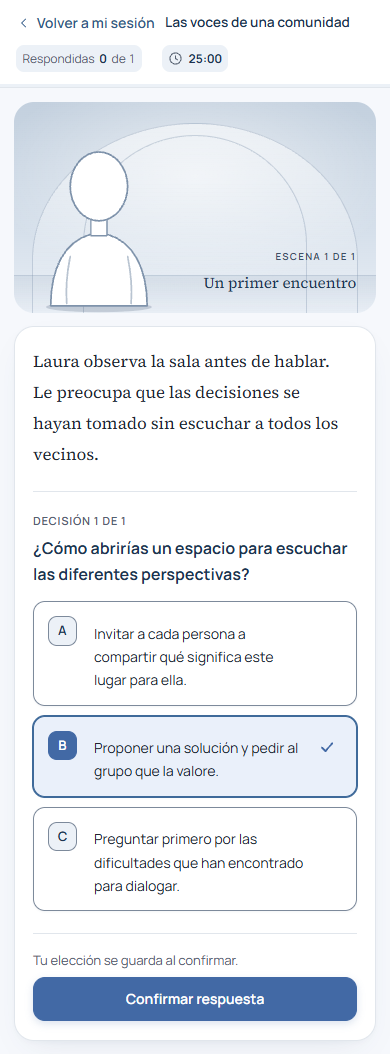 Volver a mi sesión Las voces de una comunidad
Respondidas 0 de 1 25:00
ESCENA 1 DE 1
Un primer encuentro
Laura observa la sala antes de hablar.
Le preocupa que las decisiones se
hayan tomado sin escuchar a todos los
vecinos.
DECISIÓN 1 DE 1
¿Cómo abrirías un espacio para escuchar
las diferentes perspectivas?
A
Invitar a cada persona a
compartir qué significa este
lugar para ella.
B
Proponer una solución y pedir al
grupo que la valore.
C
Preguntar primero por las
dificultades que han encontrado
para dialogar.
Tu elección se guarda al confirmar.
Confirmar respuesta